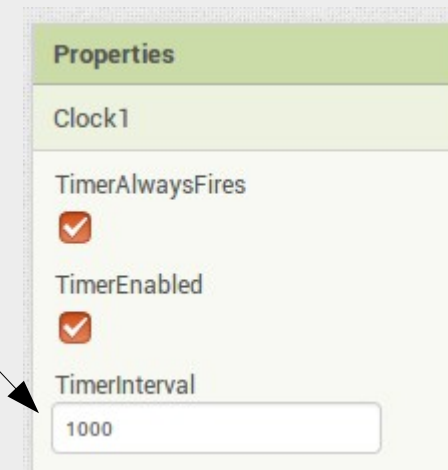 Properties
Clock1
TimerAlwaysFires
TimerEnabled
TimerInterval
1000